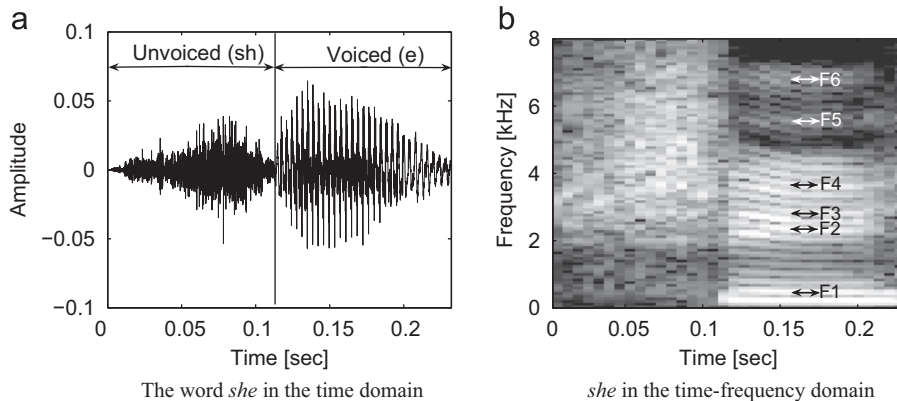 a
0.1
Unvoiced (sh)
Voiced (e)
0.05
0
−0.05
−0.1
Amplitude
0
0.05
0.1
0.15
0.2
Time [sec]
The word she in the time domain
b
8
6
4
2
0
Frequency [kHz]
F6
F5
F4
F3
F2
F1
0.05
0.1
0.15
0.2
Time [sec]
she in the time-frequency domain